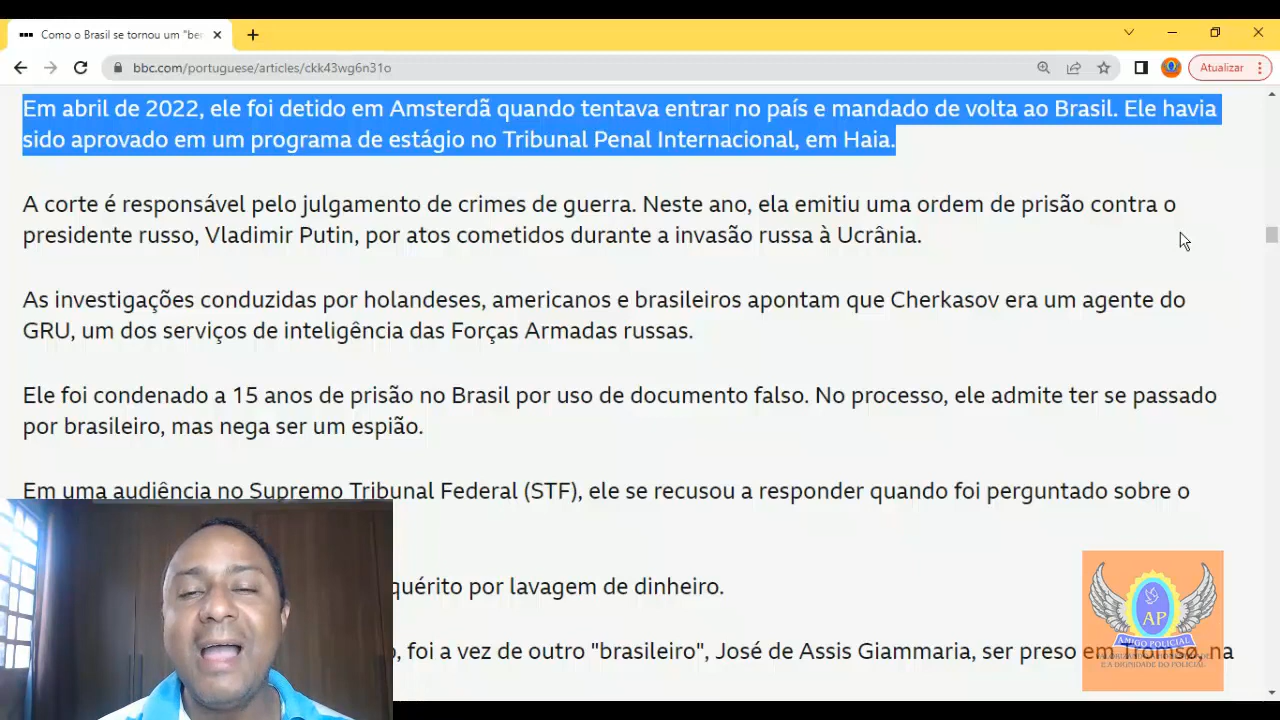 Como o Brasil se tornou um "ber
bbc.com/portuguese/articles/ckk43wg6n31o
Atualizar
Em abril de 2022, ele foi detido em Amsterdã quando tentava entrar no país e mandado de volta ao Brasil. Ele havia
sido aprovado em um programa de estágio no Tribunal Penal Internacional, em Haia.
A corte é responsável pelo julgamento de crimes de guerra. Neste ano, ela emitiu uma ordem de prisão contra o
presidente russo, Vladimir Putin, por atos cometidos durante a invasão russa à Ucrânia.
As investigações conduzidas por holandeses, americanos e brasileiros apontam que Cherkasov era um agente do
GRU, um dos serviços de inteligência das Forças Armadas russas.
Ele foi condenado a 15 anos de prisão no Brasil por uso de documento falso. No processo, ele admite ter se passado
por brasileiro, mas nega ser um espião.
Em uma audiência no Supremo Tribunal Federal (STF), ele se recusou a responder quando foi perguntado sobre o
quérito por lavagem de dinheiro.
, foi a vez de outro "brasileiro", José de Assis Giammaria, ser preso em Tromsø, na
AP
AMIGO POLICIAL
E A DIGNIDADE DO POLICIAL